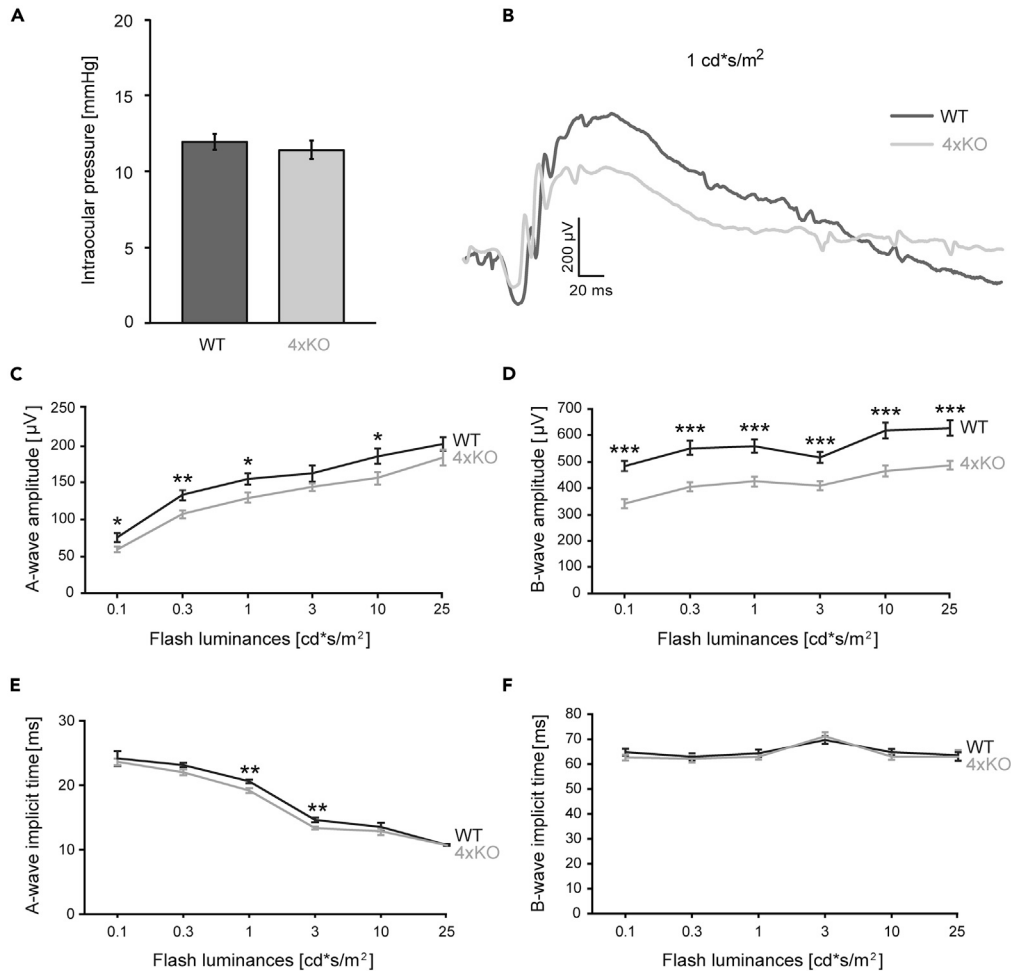 A
Intraocular pressure [mmHg]
20
15
10
5
0
WT
4xKO
B
1 cd*s/m²
WT
4xKO
200 µV
20 ms
C
A-wave amplitude [µV]
250
200
150
100
50
0
*
**
*
*
WT
4xKO
0.1 0.3 1 3 10 25
Flash luminances [cd*s/m²]
D
B-wave amplitude [µV]
700
600
500
400
300
200
100
0
***
***
***
***
***
***
WT
4xKO
0.1 0.3 1 3 10 25
Flash luminances [cd*s/m²]
E
A-wave implicit time [ms]
30
20
10
0
**
**
WT
4xKO
0.1 0.3 1 3 10 25
Flash luminances [cd*s/m²]
F
B-wave implicit time [ms]
80
70
60
50
40
30
20
10
0
WT
4xKO
0.1 0.3 1 3 10 25
Flash luminances [cd*s/m²]